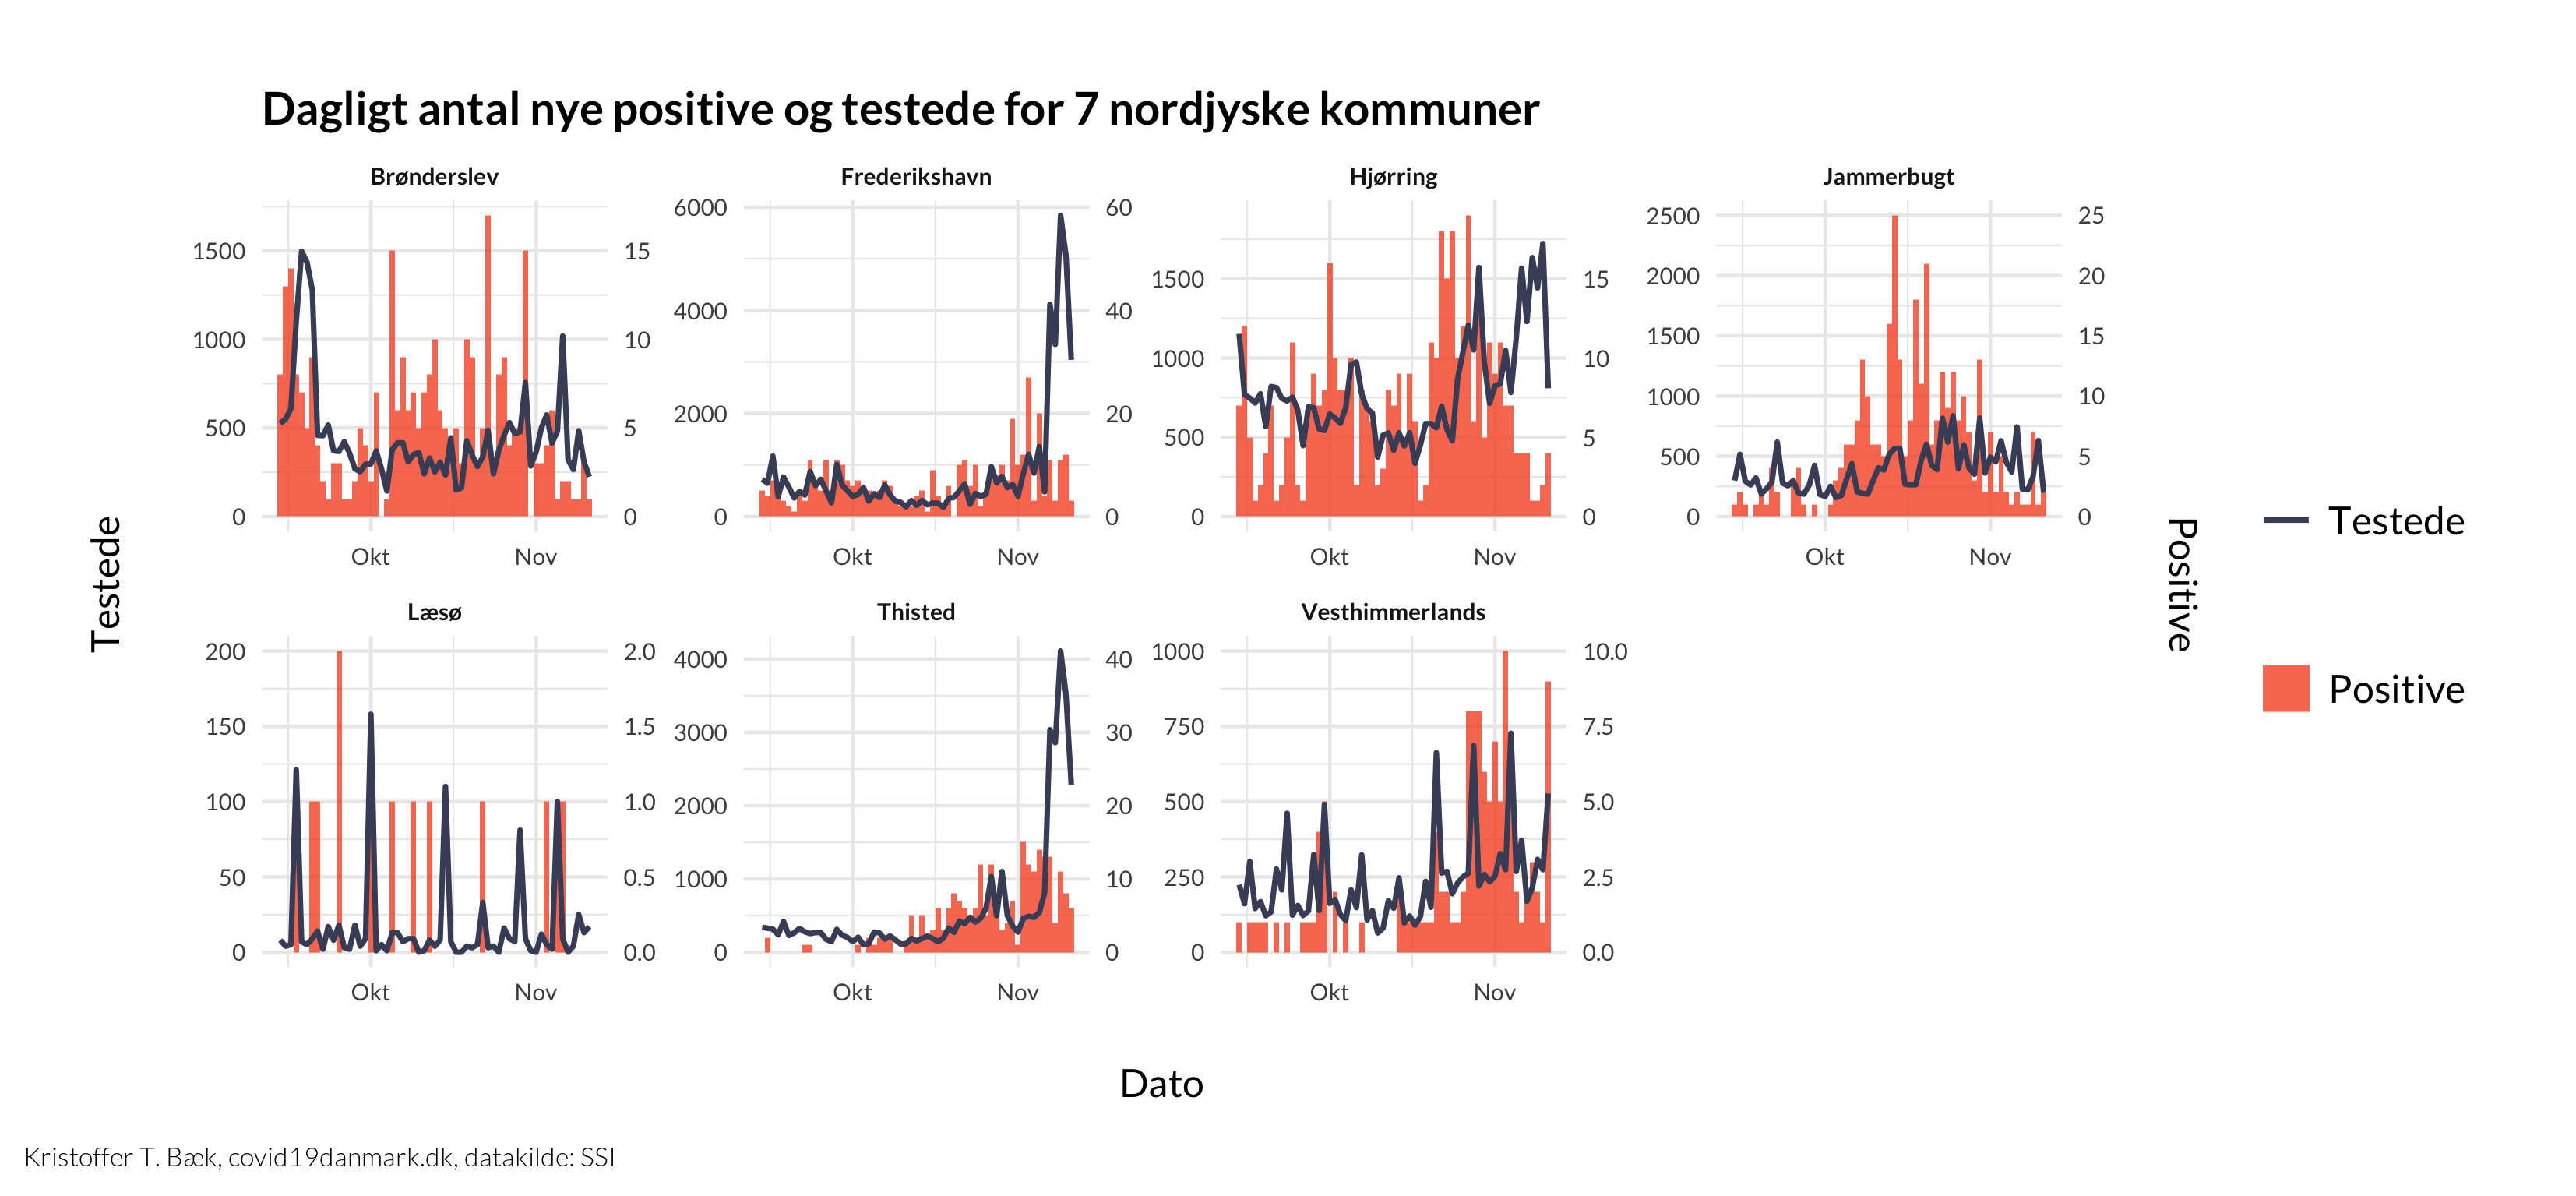 Dagligt antal nye positive og testede for 7 nordjyske kommuner
Brønderslev
Frederikshavn
Hjørring
Jammerbugt
1500
1000
500
0
15
10
5
0
Okt
Nov
6000
4000
2000
0
60
40
20
0
Okt
Nov
1500
1000
500
0
15
10
5
0
Okt
Nov
2500
2000
1500
1000
500
0
25
20
15
10
5
0
Okt
Nov
Testede
Positive
Testede
Positive
Læsø
Thisted
Vesthimmerlands
200
150
100
50
0
2.0
1.5
1.0
0.5
0.0
Okt
Nov
4000
3000
2000
1000
0
40
30
20
10
0
Okt
Nov
1000
750
500
250
0
10.0
7.5
5.0
2.5
0.0
Okt
Nov
Dato
Kristoffer T. Bæk, covid19danmark.dk, datakilde: SSI